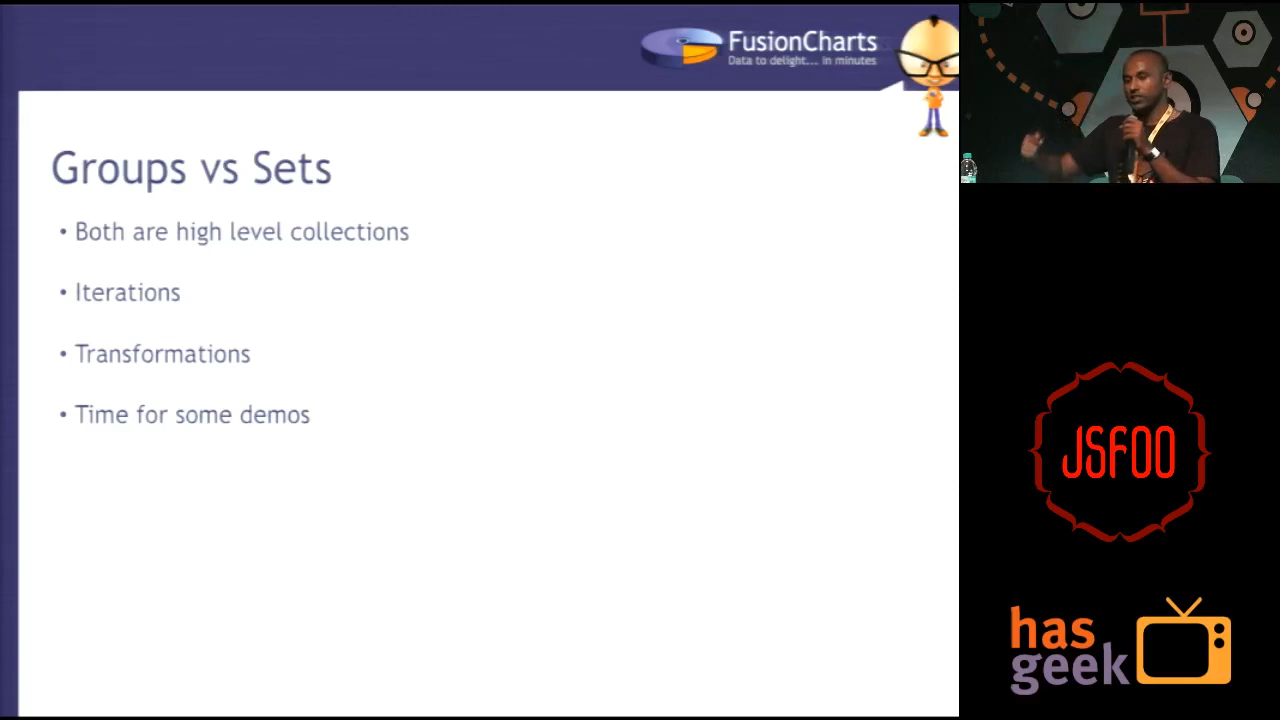 FusionCharts
Data to delight... in minutes
Groups vs Sets
• Both are high level collections
• Iterations
• Transformations
• Time for some demos
JSFOO
has
geek